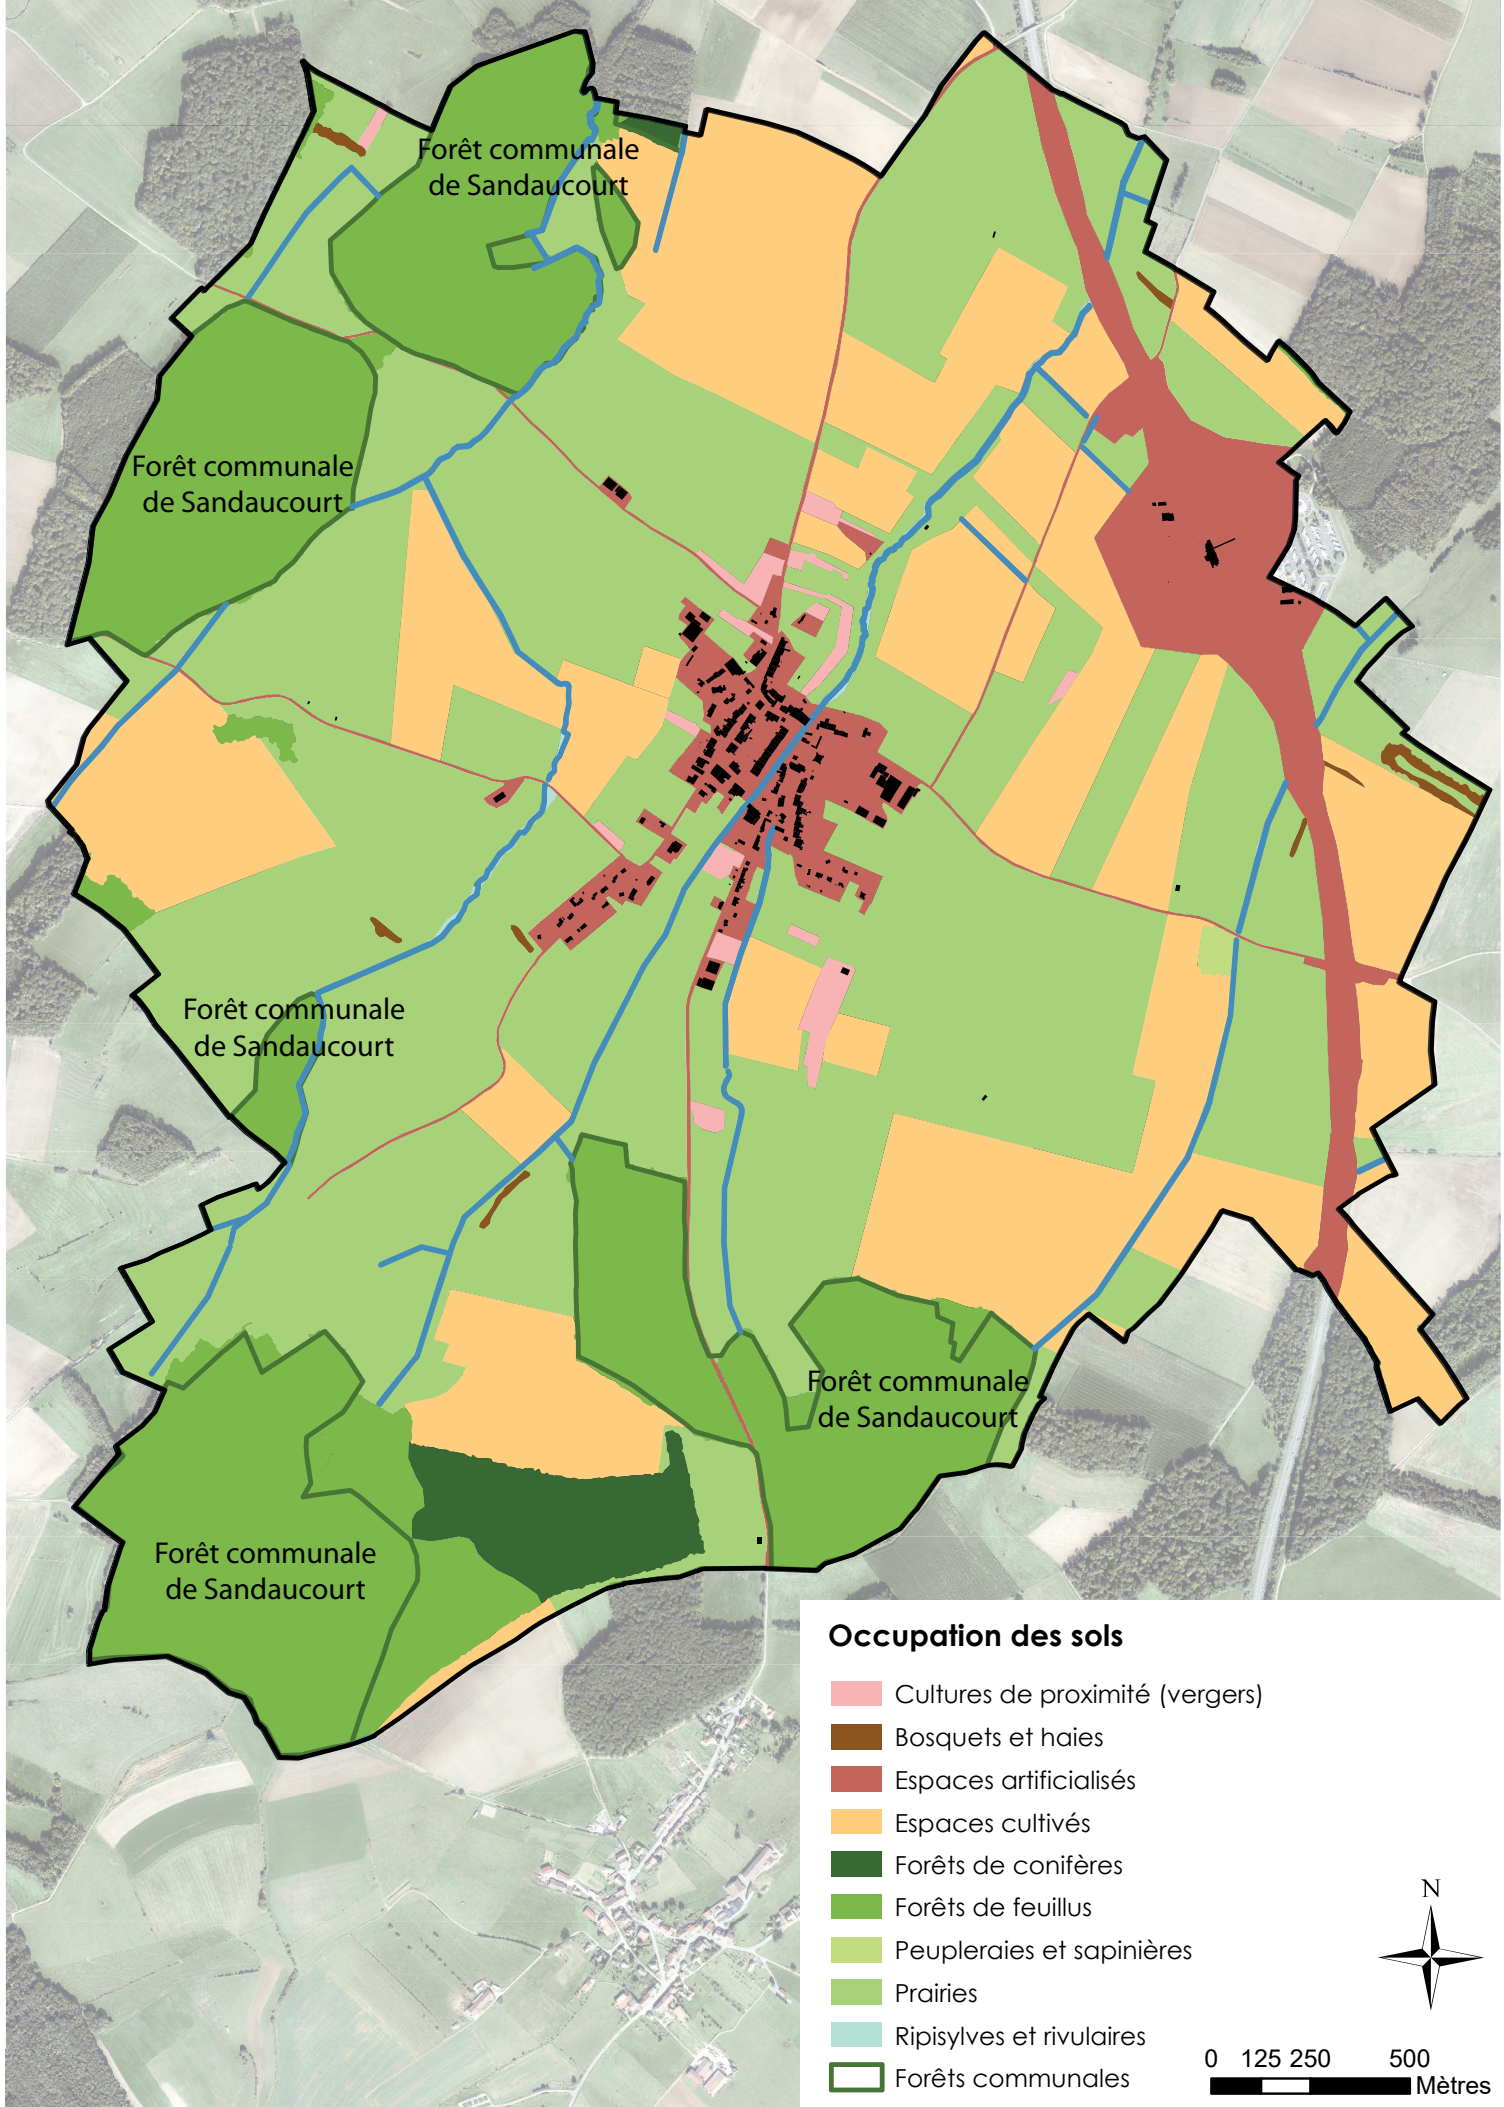 Forêt communale
de Sandaucourt
Forêt communale
de Sandaucourt
Forêt communale
de Sandaucourt
Forêt communale
de Sandaucourt
Forêt communale
de Sandaucourt
Occupation des sols
Cultures de proximité (vergers)
Bosquets et haies
Espaces artificialisés
Espaces cultivés
Forêts de conifères
Forêts de feuillus
Peupleraies et sapinières
Prairies
Ripisylves et rivulaires
Forêts communales
N
0 125 250 500
Mètres